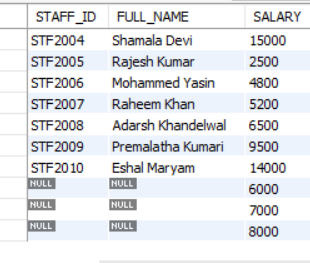 STAFF_ID FULL_NAME SALARY
STF2004 Shamala Devi 15000
STF2005 Rajesh Kumar 2500
STF2006 Mohammed Yasin 4800
STF2007 Raheem Khan 5200
STF2008 Adarsh Khandelwal 6500
STF2009 Premalatha Kumari 9500
STF2010 Eshal Maryam 14000
NULL NULL 6000
NULL NULL 7000
NULL NULL 8000